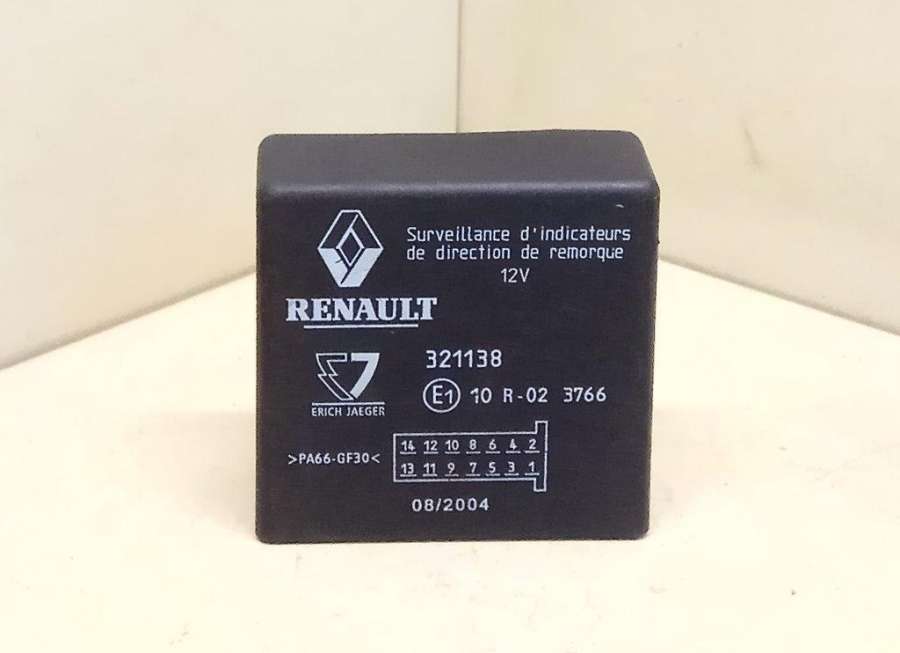 Surveillance d'indicateurs
de direction de remorque
12V
RENAULT
321138
ERICH JAEGER
E1 10 R-02 3766
>PA66-GF30<
14 12 10 8 6 4 2
13 11 9 7 5 3 1
08/2004